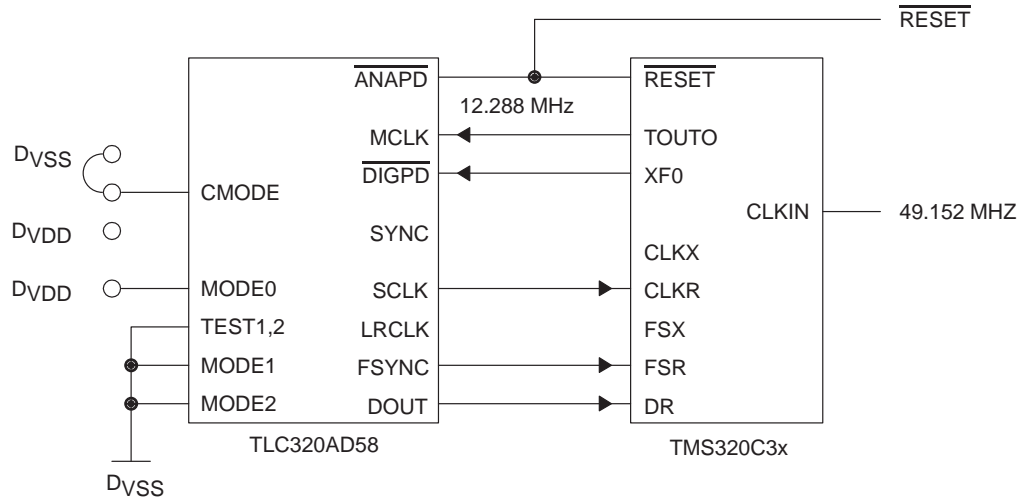 RESET
ANAPD
RESET
12.288 MHz
MCLK
TOUTO
DVSS
DIGPD
XF0
CMODE
CLKIN
49.152 MHZ
DVDD
SYNC
CLKX
DVDD
MODE0
SCLK
CLKR
TEST1,2
LRCLK
FSX
MODE1
FSYNC
FSR
MODE2
DOUT
DR
TLC320AD58
TMS320C3x
DVSS